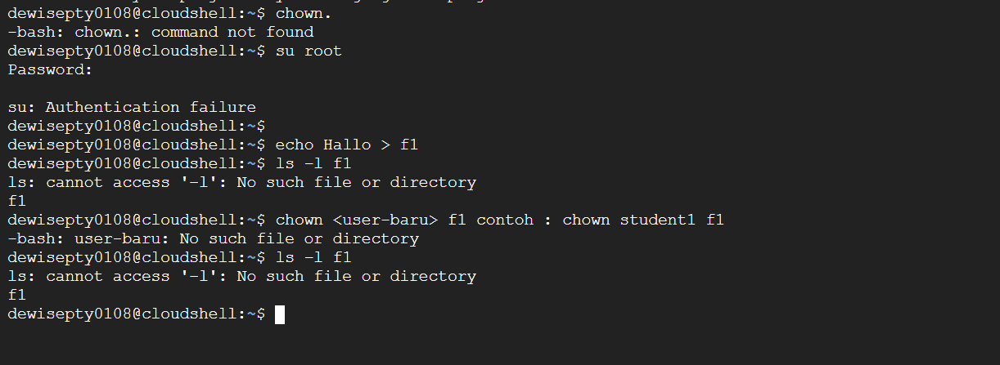 dewisepty0108@cloudshell:~$ chown.
-bash: chown.: command not found
dewisepty0108@cloudshell:~$ su root
Password:
su: Authentication failure
dewisepty0108@cloudshell:~$
dewisepty0108@cloudshell:~$ echo Hallo > f1
dewisepty0108@cloudshell:~$ ls –l f1
ls: cannot access '–l': No such file or directory
f1
dewisepty0108@cloudshell:~$ chown <user-baru> f1 contoh : chown student1 f1
-bash: user-baru: No such file or directory
dewisepty0108@cloudshell:~$ ls –l f1
ls: cannot access '–l': No such file or directory
f1
dewisepty0108@cloudshell:~$